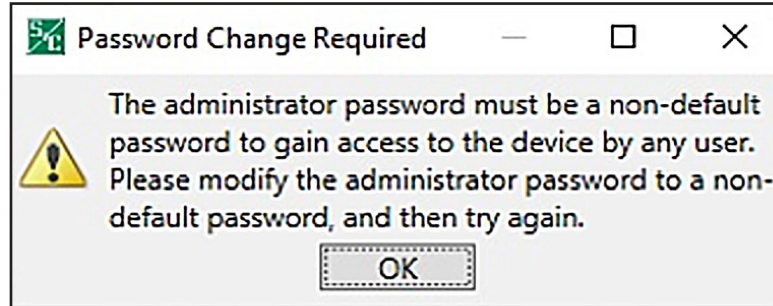 S/C Password Change Required
The administrator password must be a non-default
password to gain access to the device by any user.
Please modify the administrator password to a non-
default password, and then try again.
OK